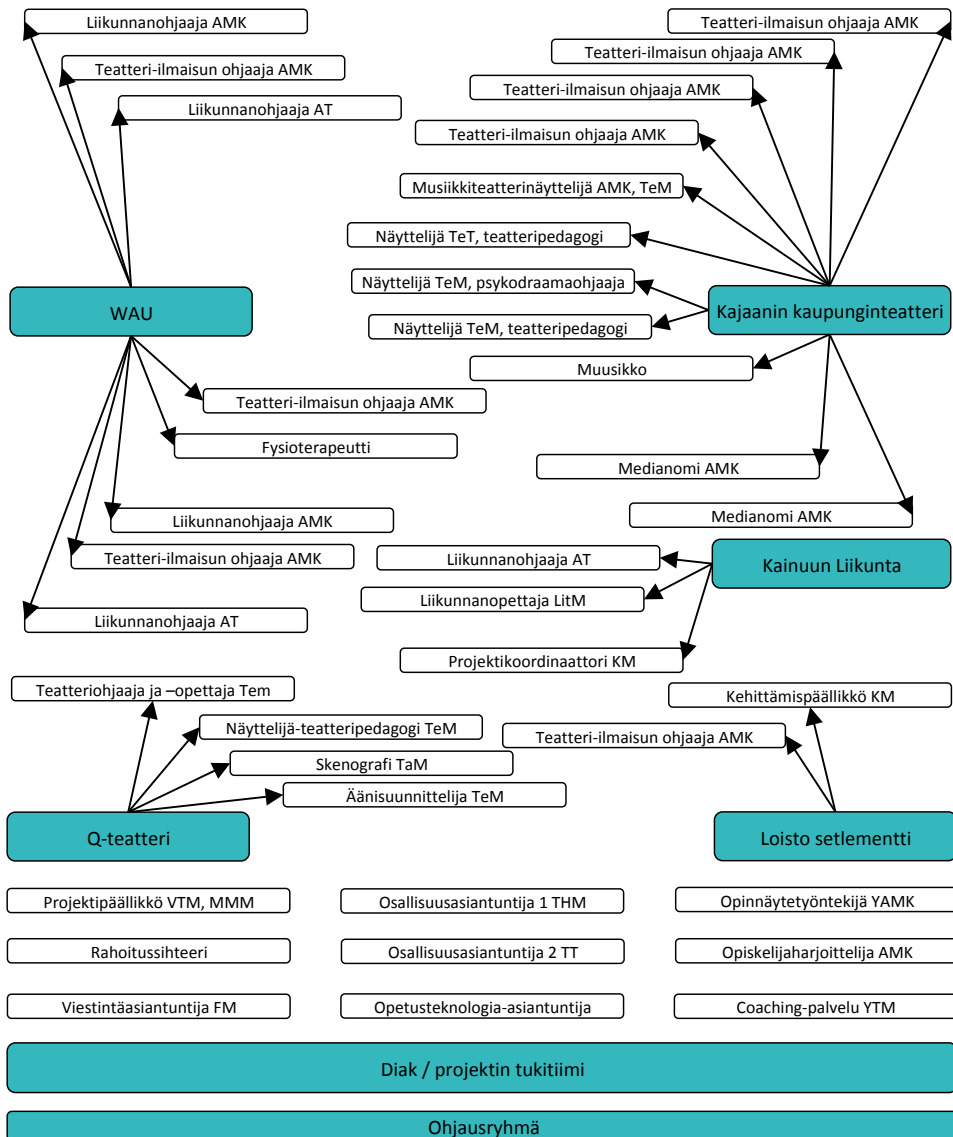 Liikunnanohjaaja AMK
Teatteri-ilmaisun ohjaaja AMK
Liikunnanohjaaja AT
Teatteri-ilmaisun ohjaaja AMK
Teatteri-ilmaisun ohjaaja AMK
Teatteri-ilmaisun ohjaaja AMK
Teatteri-ilmaisun ohjaaja AMK
Musiikkiteatterinäyttelijä AMK, TeM
Näyttelijä TeT, teatteripedagogi
Näyttelijä TeM, psykodraamaohjaaja
Näyttelijä TeM, teatteripedagogi
WAU
Kajaanin kaupunginteatteri
Muusikko
Teatteri-ilmaisun ohjaaja AMK
Fysioterapeutti
Medianomi AMK
Liikunnanohjaaja AMK
Medianomi AMK
Teatteri-ilmaisun ohjaaja AMK
Liikunnanohjaaja AT
Liikunnanohjaaja AT
Kainuun Liikunta
Liikunnanopettaja LitM
Projektikoordinaattori KM
Teatteriohjaaja ja –opettaja Tem
Näyttelijä-teatteripedagogi TeM
Skenografi TaM
Äänisuunnittelija TeM
Kehittämispäällikkö KM
Teatteri-ilmaisun ohjaaja AMK
Q-teatteri
Loisto setlementti
Projektipäällikkö VTM, MMM
Osallisuusasiantuntija 1 THM
Opinnäytetyöntekijä YAMK
Rahoitussihteeri
Osallisuusasiantuntija 2 TT
Opiskelijaharjoittelija AMK
Viestintäasiantuntija FM
Opetusteknologia-asiantuntija
Coaching-palvelu YTM
Diak / projektin tukitiimi
Ohjausryhmä